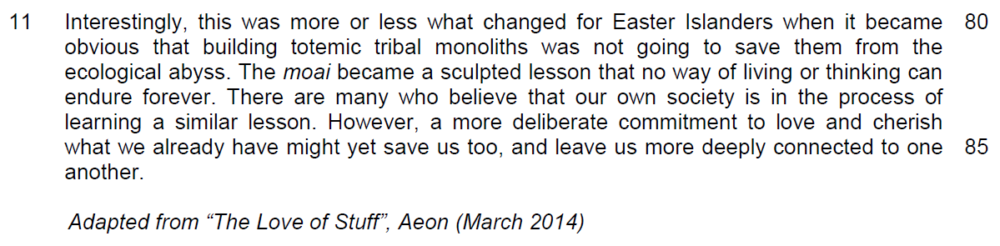 11 Interestingly, this was more or less what changed for Easter Islanders when it became 80
obvious that building totemic tribal monoliths was not going to save them from the
ecological abyss. The moai became a sculpted lesson that no way of living or thinking can
endure forever. There are many who believe that our own society is in the process of
learning a similar lesson. However, a more deliberate commitment to love and cherish
what we already have might yet save us too, and leave us more deeply connected to one 85
another.
Adapted from “The Love of Stuff”, Aeon (March 2014)